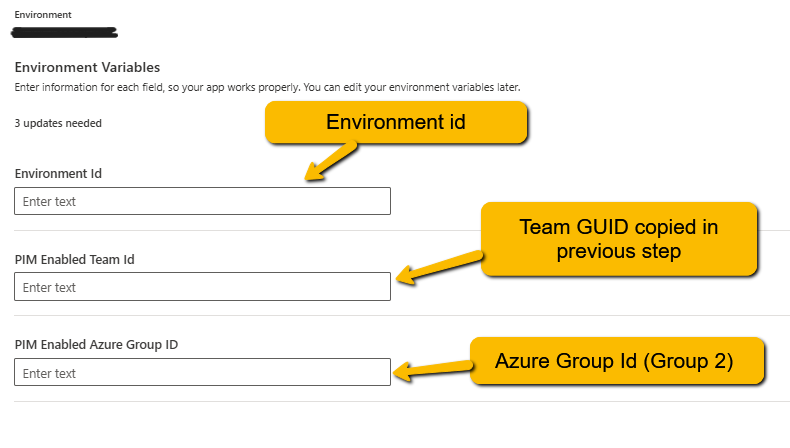 Environment
Environment Variables
Enter information for each field, so your app works properly. You can edit your environment variables later.
3 updates needed
Environment id
Environment Id
Enter text
Team GUID copied in
previous step
PIM Enabled Team Id
Enter text
PIM Enabled Azure Group ID
Azure Group Id (Group 2)
Enter text